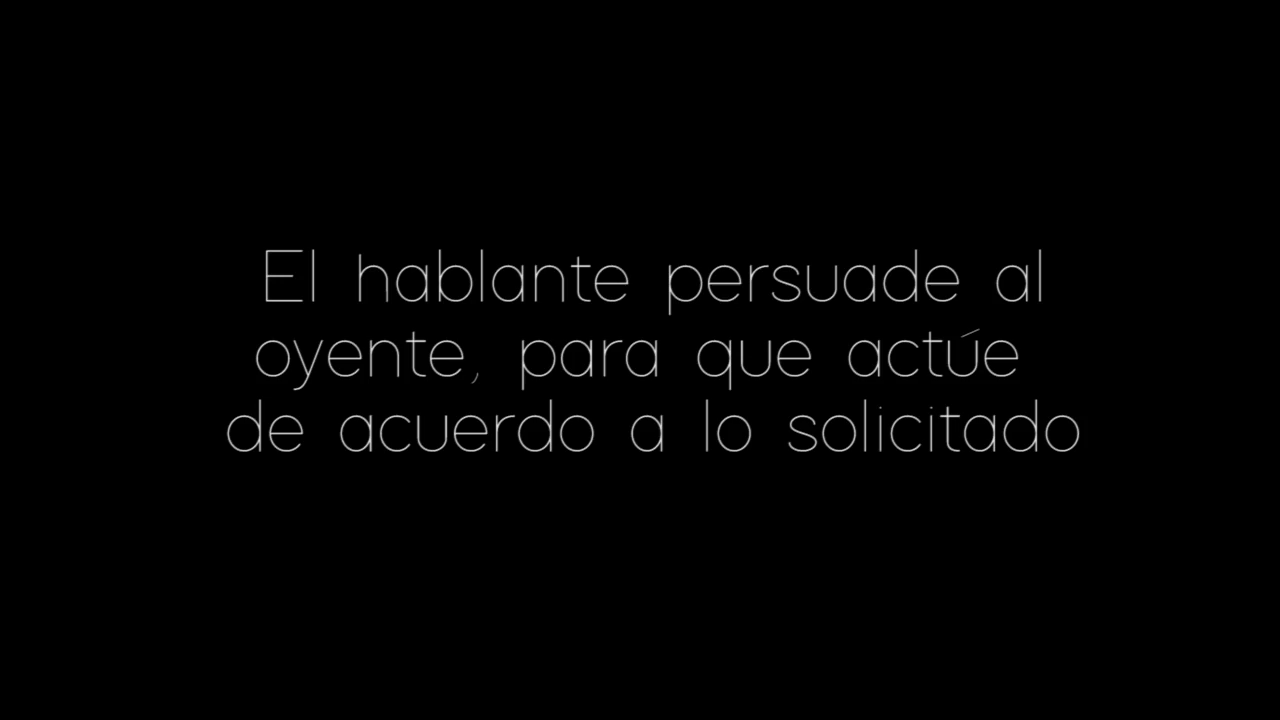 El hablante persuade al
oyente, para que actúe
de acuerdo a lo solicitado